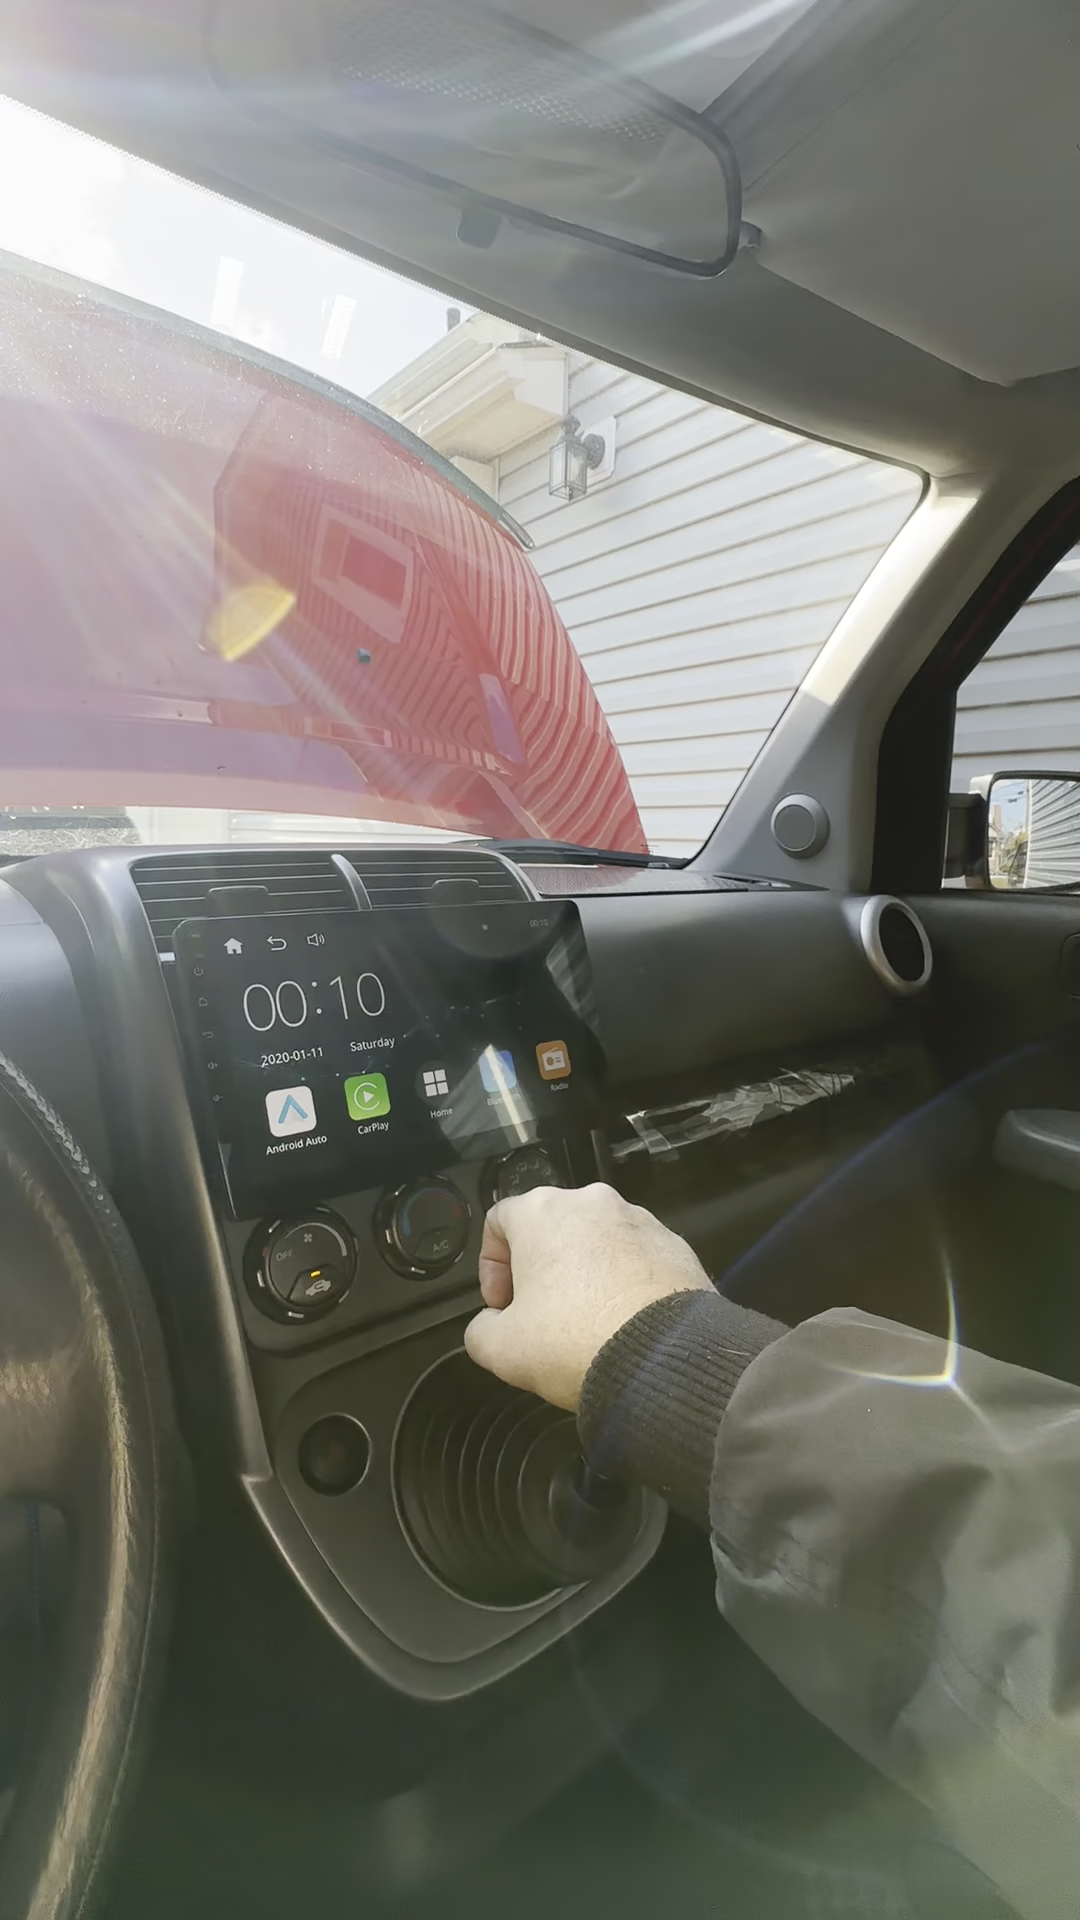 00:10
00:10
2020-01-11 Saturday
Android Auto
CarPlay
Home
Radio
OFF
A/C